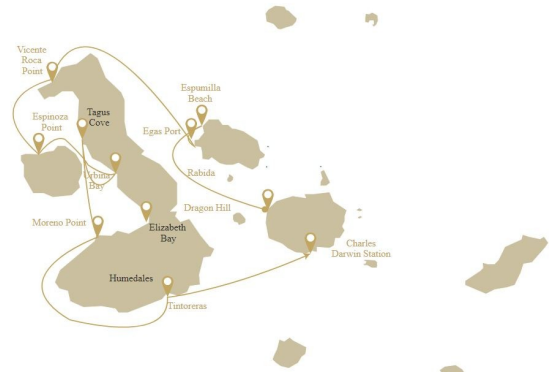 Vicente
Roca
Point
Espumilla
Beach
Espinoza
Point
Tagus
Cove
Egas Port
Urbina
Bay
Rabida
Dragon Hill
Moreno Point
Elizabeth
Bay
Charles
Darwin Station
Humedales
Tintoreras